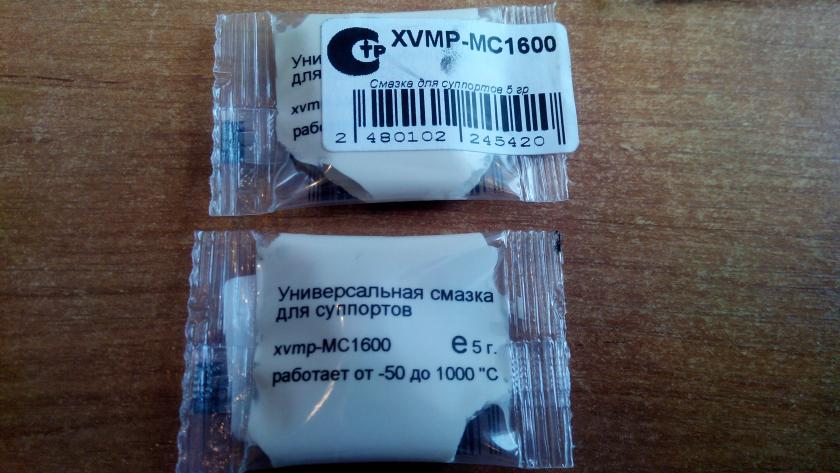 Стр
XVMP-MC1600
Смазка для суппортов 5 гр
2 480102 245420
Уни
для
xvm
рабо
Универсальная смазка
для суппортов
xvmp-MC1600 e 5 г.
работает от -50 до 1000 "C